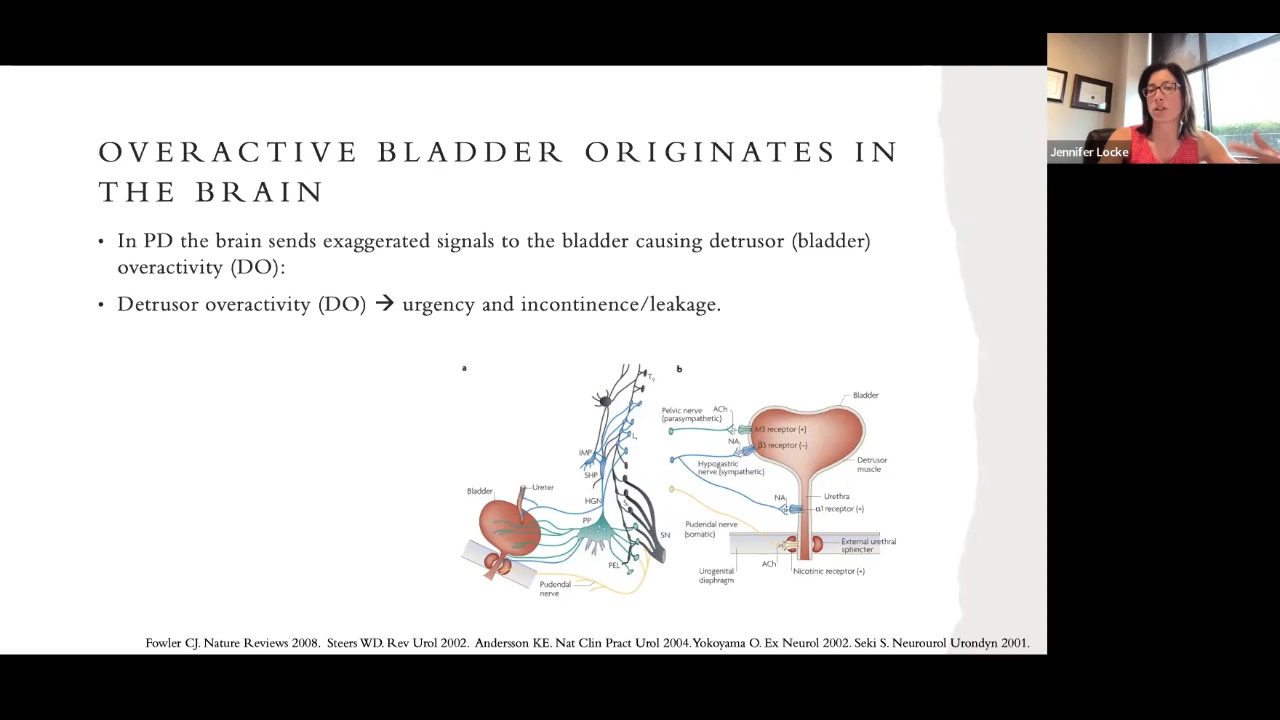 OVERACTIVE BLADDER ORIGINATES IN
THE BRAIN
• In PD the brain sends exaggerated signals to the bladder causing detrusor (bladder)
overactivity (DO):
• Detrusor overactivity (DO) → urgency and incontinence/leakage.
a
Bladder
Ureter
IMP
SHP
HGN
PP
PEL
SN
Pudendal
nerve
b
Pelvic nerve
(parasympathetic)
ACh
NA
Hypogastric
nerve (sympathetic)
Pudendal nerve
(somatic)
Urogenital
diaphragm
ACh
NA
Bladder
M3 receptor (+)
β3 receptor (–)
Detrusor
muscle
Urethra
α1 receptor (+)
External urethral
sphincter
Nicotinic receptor (+)
Fowler CJ. Nature Reviews 2008. Steers WD. Rev Urol 2002. Andersson KE. Nat Clin Pract Urol 2004. Yokoyama O. Ex Neurol 2002. Seki S. Neurourol Urondyn 2001.
Jennifer Locke